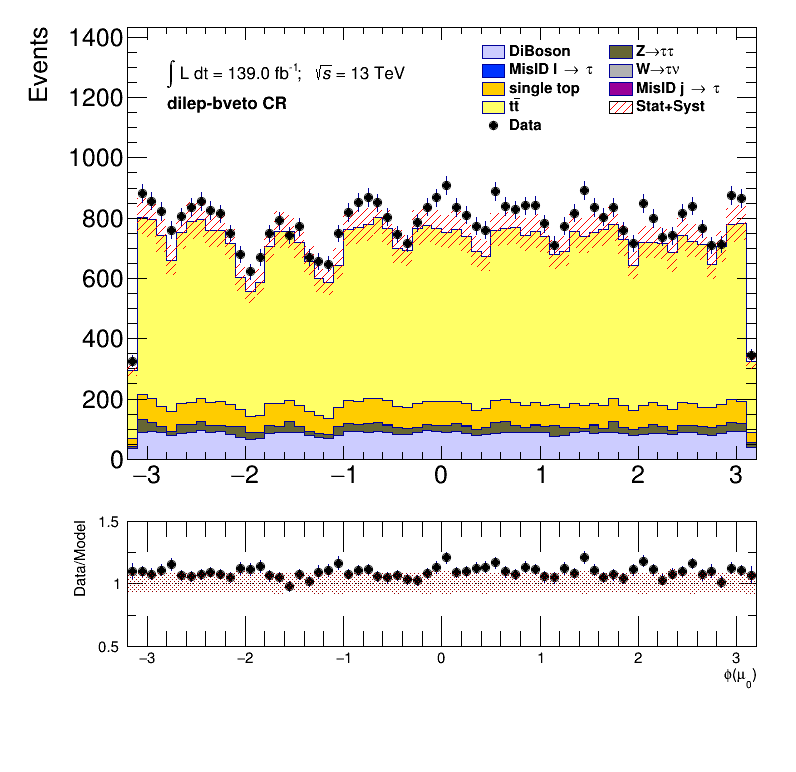 Events
1400
1200
1000
800
600
400
200
0
∫ L dt = 139.0 fb⁻¹; √s = 13 TeV
dilep-bveto CR
DiBoson
Z→ττ
MisID l → τ
W→τν
single top
MisID j → τ
tt̄
Stat+Syst
Data
−3 −2 −1 0 1 2 3
Data/Model
1.5
1
0.5
−3 −2 −1 0 1 2 3
ϕ(μ₀)